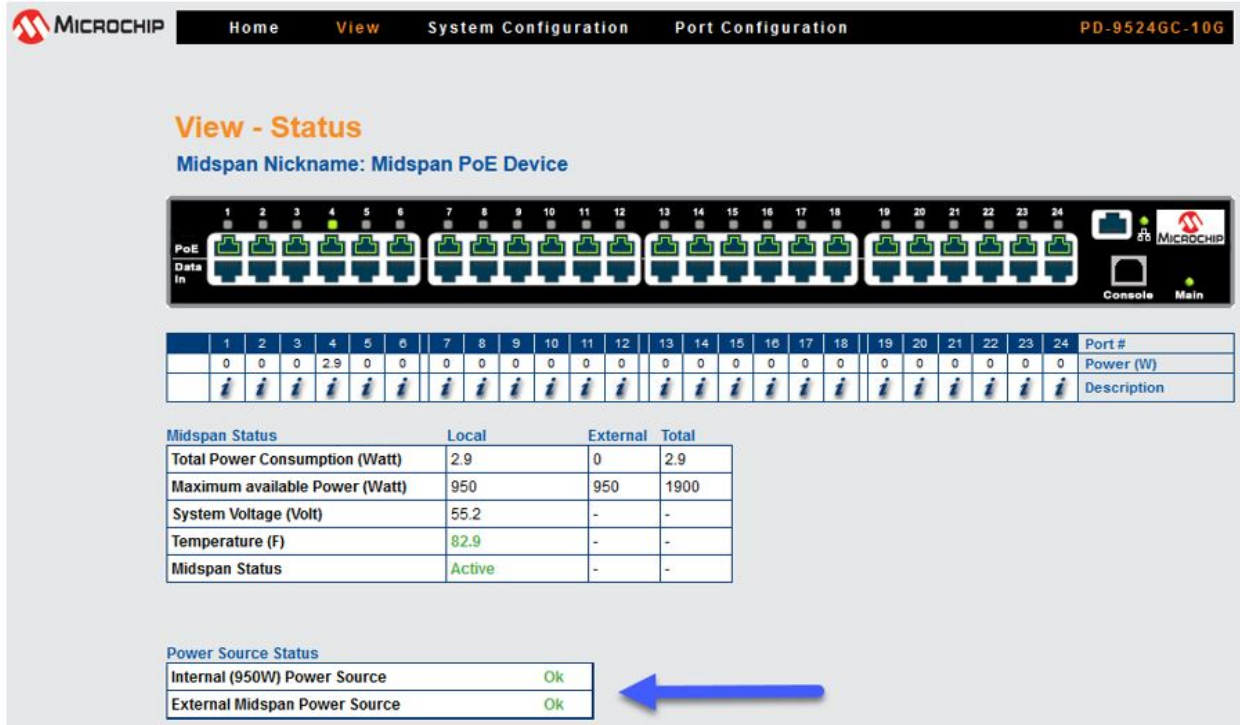 MICROCHIP Home View System Configuration Port Configuration PD-9524GC-10G
View - Status
Midspan Nickname: Midspan PoE Device
1 2 3 4 5 6 7 8 9 10 11 12 13 14 15 16 17 18 19 20 21 22 23 24
PoE
Data
In
MICROCHIP
Console Main
1 2 3 4 5 6 7 8 9 10 11 12 13 14 15 16 17 18 19 20 21 22 23 24 Port #
0 0 0 2.9 0 0 0 0 0 0 0 0 0 0 0 0 0 0 0 0 0 0 0 0 Power (W)
i i i i i i i i i i i i i i i i i i i i i i i i Description
Midspan Status Local External Total
Total Power Consumption (Watt) 2.9 0 2.9
Maximum available Power (Watt) 950 950 1900
System Voltage (Volt) 55.2 - -
Temperature (F) 82.9 - -
Midspan Status Active - -
Power Source Status
Internal (950W) Power Source Ok
External Midspan Power Source Ok